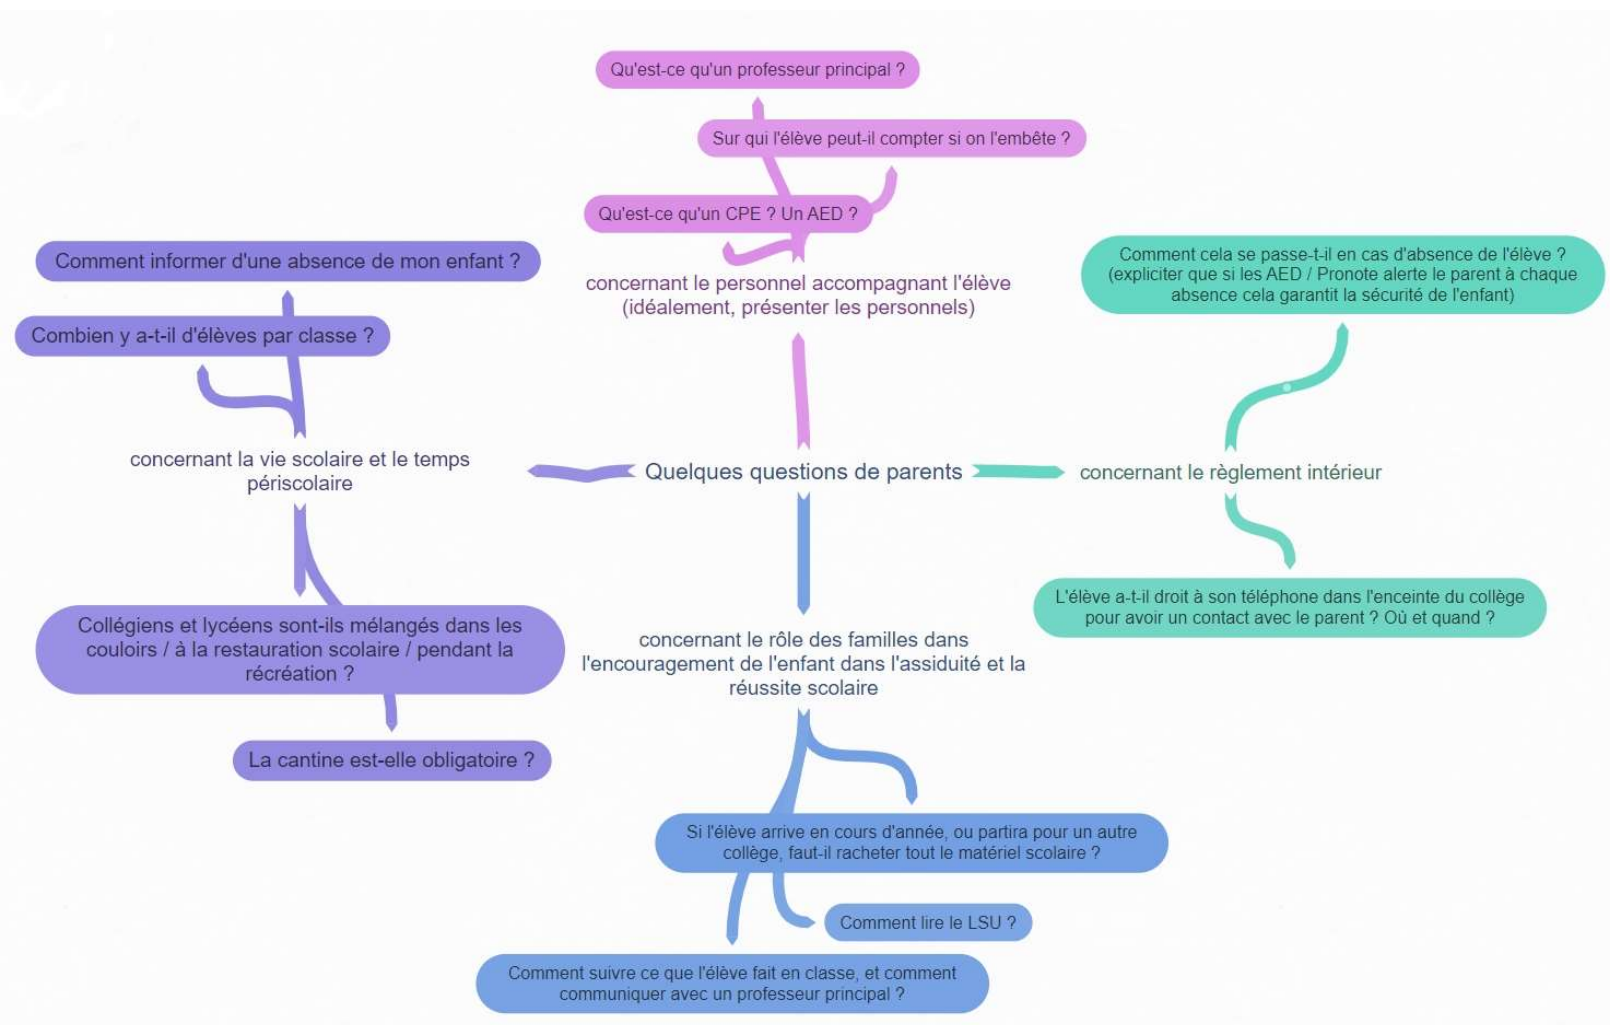 Qu'est-ce qu'un professeur principal ?
Sur qui l'élève peut-il compter si on l'embête ?
Qu'est-ce qu'un CPE ? Un AED ?
concernant le personnel accompagnant l'élève
(idéalement, présenter les personnels)
Comment informer d'une absence de mon enfant ?
Combien y a-t-il d'élèves par classe ?
concernant la vie scolaire et le temps
périscolaire
Collégiens et lycéens sont-ils mélangés dans les
couloirs / à la restauration scolaire / pendant la
récréation ?
La cantine est-elle obligatoire ?
Quelques questions de parents
Comment cela se passe-t-il en cas d'absence de l'élève ?
(expliciter que si les AED / Pronote alerte le parent à chaque
absence cela garantit la sécurité de l'enfant)
concernant le règlement intérieur
L'élève a-t-il droit à son téléphone dans l'enceinte du collège
pour avoir un contact avec le parent ? Où et quand ?
concernant le rôle des familles dans
l'encouragement de l'enfant dans l'assiduité et la
réussite scolaire
Si l'élève arrive en cours d'année, ou partira pour un autre
collège, faut-il racheter tout le matériel scolaire ?
Comment lire le LSU ?
Comment suivre ce que l'élève fait en classe, et comment
communiquer avec un professeur principal ?